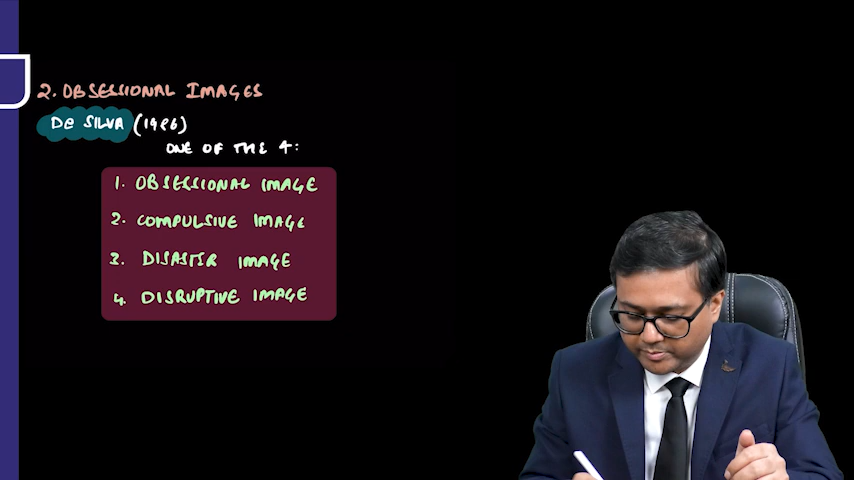 2. OBSESSIONAL IMAGES
DE SILVA (1986)
ONE OF THE 4:
1. OBSESSIONAL IMAGE
2. COMPULSIVE IMAGE
3. DISASTER IMAGE
4. DISRUPTIVE IMAGE